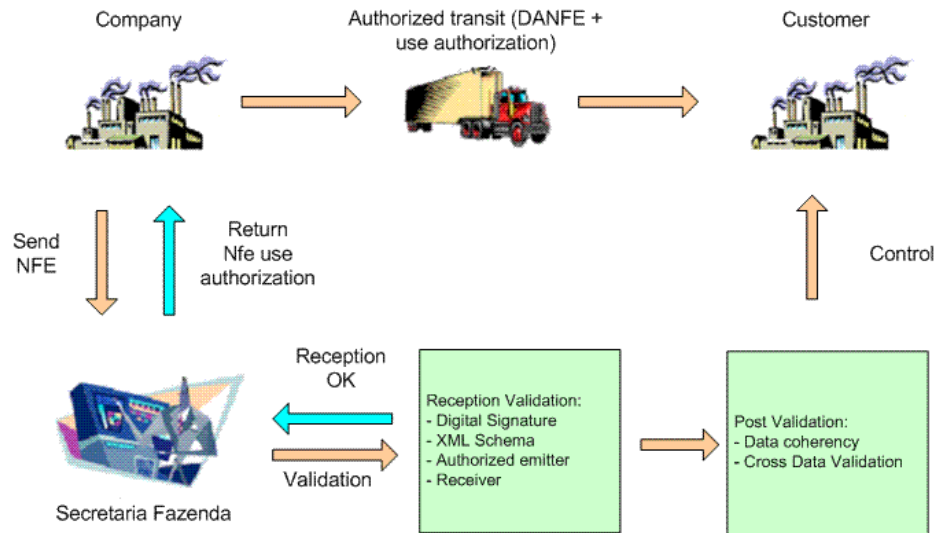 Company
Authorized transit (DANFE +
use authorization)
Customer
Send
NFE
Return
Nfe use
authorization
Control
Reception
OK
Validation
Secretaria Fazenda
Reception Validation:
- Digital Signature
- XML Schema
- Authorized emitter
- Receiver
Post Validation:
- Data coherency
- Cross Data Validation